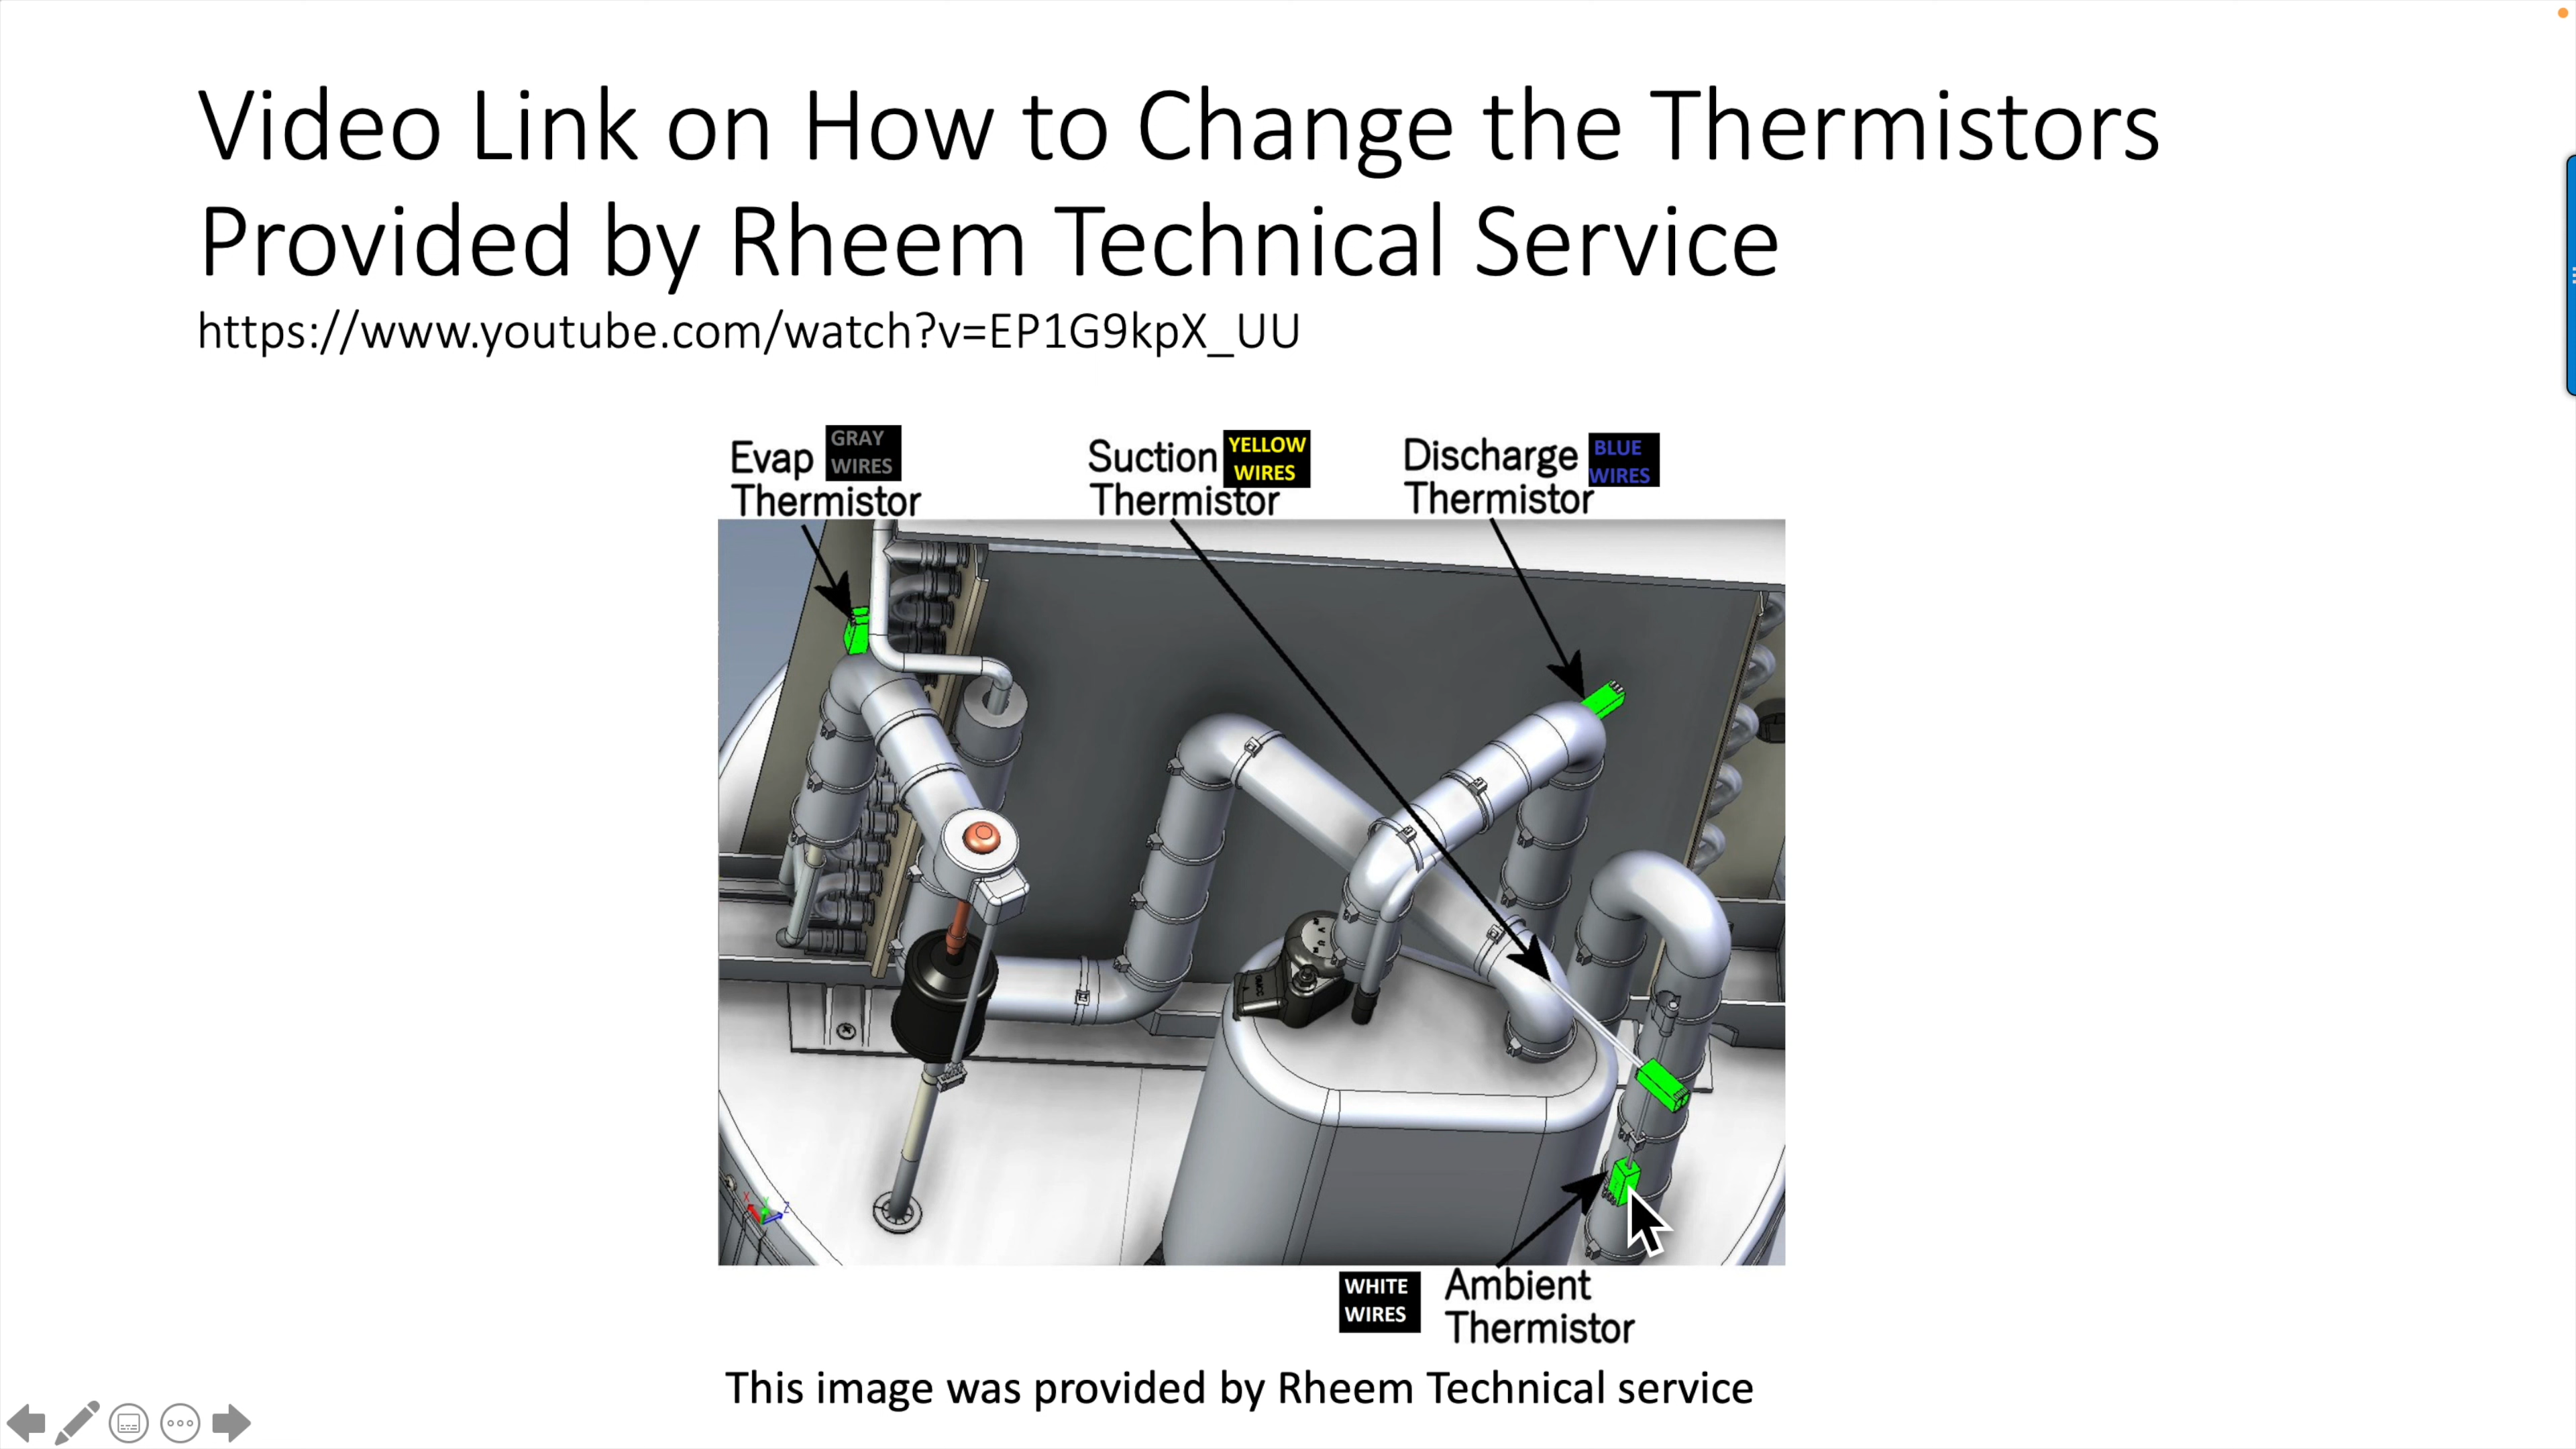 Video Link on How to Change the Thermistors
Provided by Rheem Technical Service
https://www.youtube.com/watch?v=EP1G9kpX_UU
Evap GRAY WIRES
Thermistor
Suction YELLOW WIRES
Thermistor
Discharge BLUE WIRES
Thermistor
X Y Z
WHITE WIRES
Ambient
Thermistor
This image was provided by Rheem Technical service